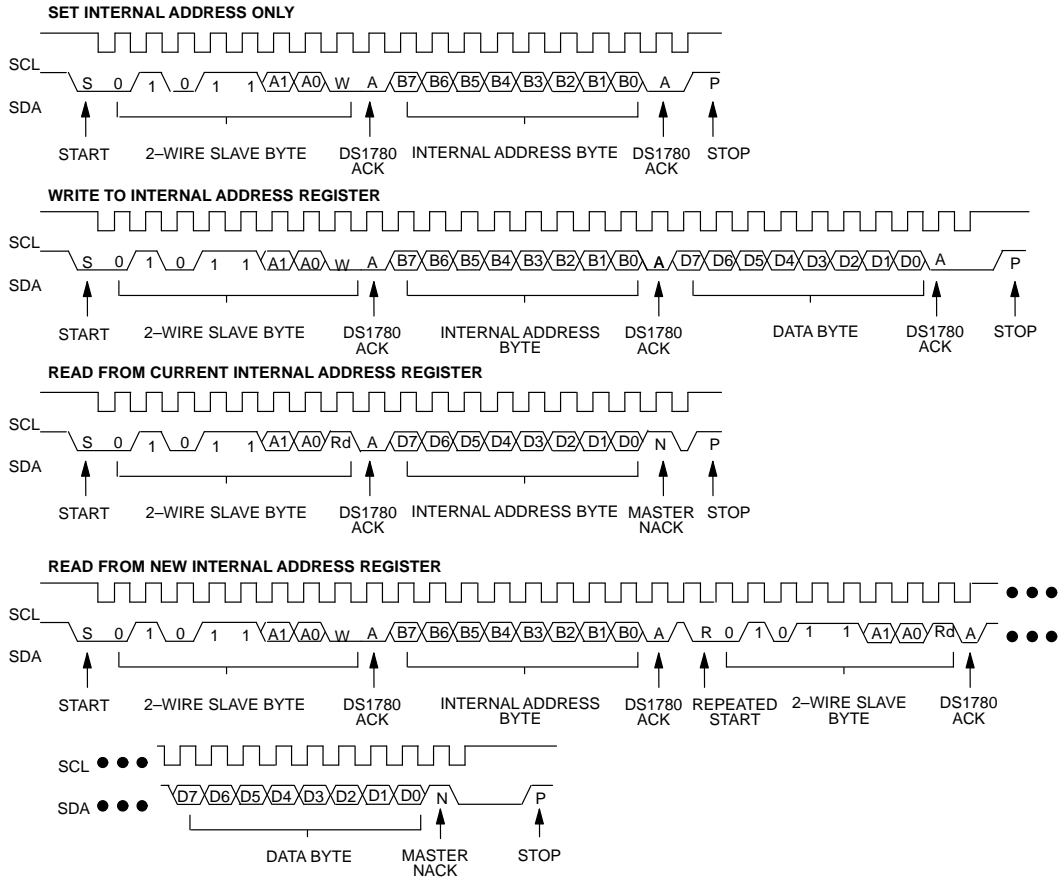 SET INTERNAL ADDRESS ONLY
SCL
S 0 1 0 1 1 A1 A0 W A B7 B6 B5 B4 B3 B2 B1 B0 A P
SDA
START 2–WIRE SLAVE BYTE DS1780 INTERNAL ADDRESS BYTE DS1780 STOP
ACK ACK
WRITE TO INTERNAL ADDRESS REGISTER
SCL
S 0 1 0 1 1 A1 A0 W A B7 B6 B5 B4 B3 B2 B1 B0 A D7 D6 D5 D4 D3 D2 D1 D0 A P
SDA
START 2–WIRE SLAVE BYTE DS1780 INTERNAL ADDRESS DS1780 DATA BYTE DS1780 STOP
ACK BYTE ACK ACK
READ FROM CURRENT INTERNAL ADDRESS REGISTER
SCL
S 0 1 0 1 1 A1 A0 Rd A D7 D6 D5 D4 D3 D2 D1 D0 N P
SDA
START 2–WIRE SLAVE BYTE DS1780 INTERNAL ADDRESS BYTE MASTER STOP
ACK NACK
READ FROM NEW INTERNAL ADDRESS REGISTER
SCL
S 0 1 0 1 1 A1 A0 W A B7 B6 B5 B4 B3 B2 B1 B0 A R 0 1 0 1 1 A1 A0 Rd A
SDA
START 2–WIRE SLAVE BYTE DS1780 INTERNAL ADDRESS DS1780 REPEATED 2–WIRE SLAVE DS1780
ACK BYTE ACK START BYTE ACK
SCL
SDA D7 D6 D5 D4 D3 D2 D1 D0 N P
DATA BYTE MASTER STOP
NACK